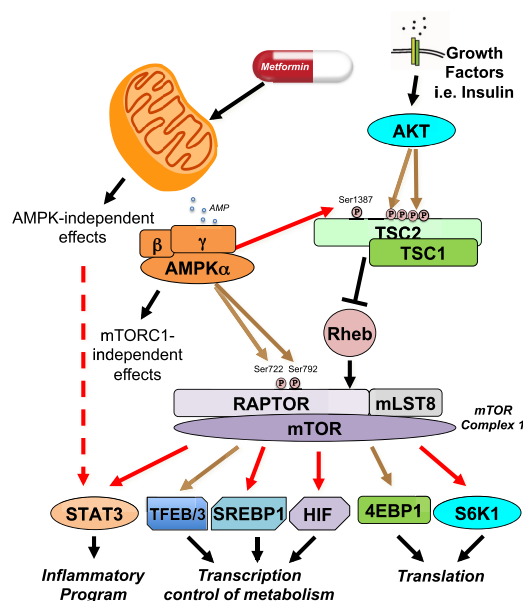 Metformin
Growth
Factors
i.e. Insulin
AKT
AMP
Ser1387
P
P P P P
AMPK-independent
effects
β
γ
AMPKα
TSC2
TSC1
mTORC1-
independent
effects
Rheb
Ser722 Ser792
P P
RAPTOR
mLST8
mTOR
mTOR
Complex 1
STAT3
TFEB/3
SREBP1
HIF
4EBP1
S6K1
Inflammatory
Program
Transcription
control of metabolism
Translation